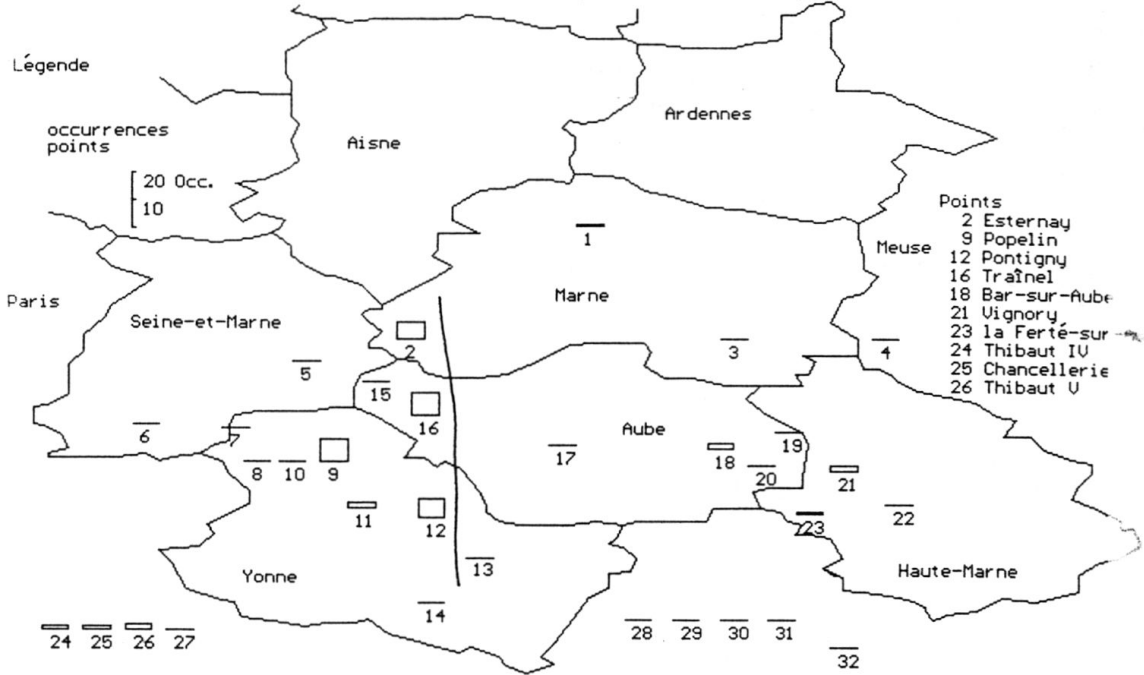 Légende
occurrences
points
20 Occ.
10
Aisne
Ardennes
Paris
Seine-et-Marne
Marne
Meuse
Aube
Yonne
Haute-Marne
1
2
3
4
5
6
7
8
10
9
11
12
13
14
15
16
17
18
19
20
21
22
23
24
25
26
27
28
29
30
31
32
Points
2 Esternay
9 Popelin
12 Pontigny
16 Traînel
18 Bar-sur-Aube
21 Vignory
23 la Ferté-sur-
24 Thibaut IV
25 Chancellerie
26 Thibaut V